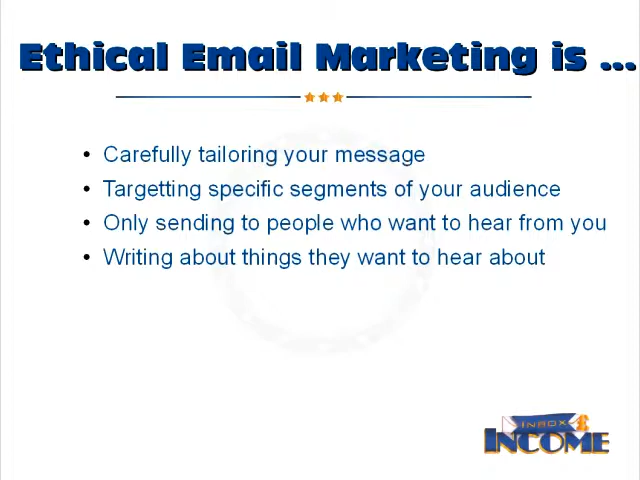 Ethical Email Marketing is ...
• Carefully tailoring your message
• Targetting specific segments of your audience
• Only sending to people who want to hear from you
• Writing about things they want to hear about
INBOX
INCOME